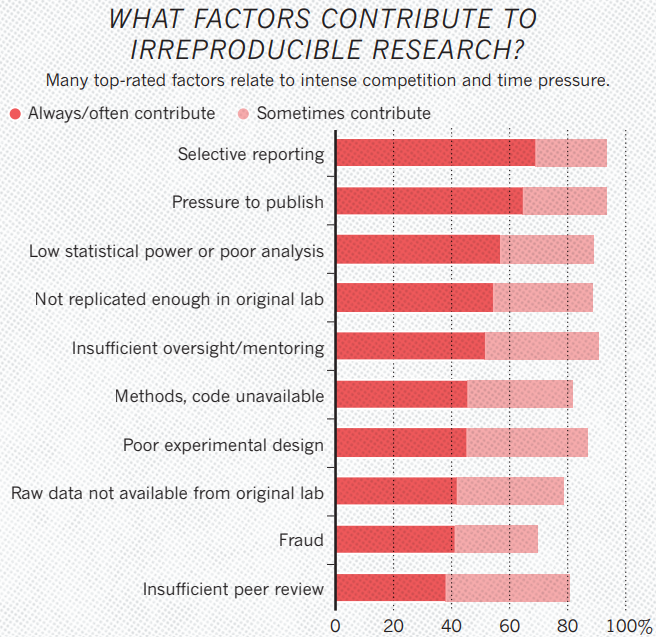 WHAT FACTORS CONTRIBUTE TO
IRREPRODUCIBLE RESEARCH?
Many top-rated factors relate to intense competition and time pressure.
Always/often contribute Sometimes contribute
Selective reporting
Pressure to publish
Low statistical power or poor analysis
Not replicated enough in original lab
Insufficient oversight/mentoring
Methods, code unavailable
Poor experimental design
Raw data not available from original lab
Fraud
Insufficient peer review
0 20 40 60 80 100%